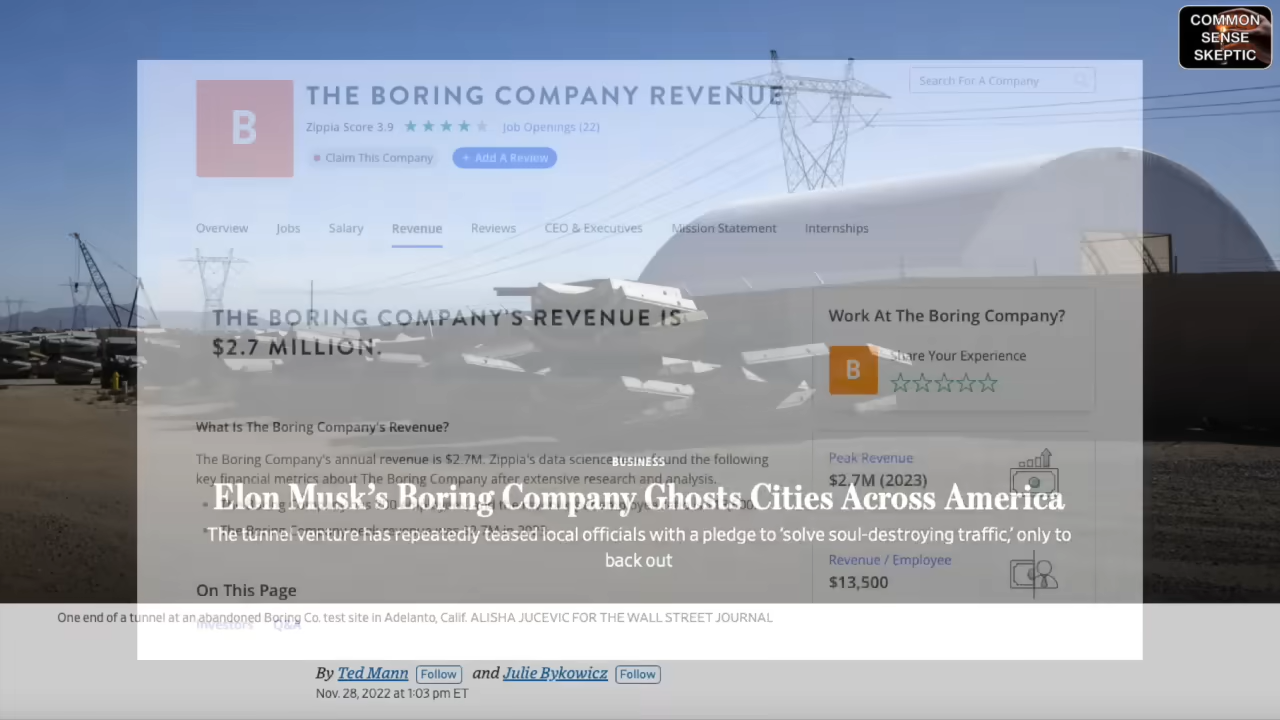 COMMON
SENSE
SKEPTIC
B
THE BORING COMPANY REVENUE
Search For A Company
Zippia Score 3.9
Job Openings (22)
Claim This Company
+ Add A Review
Overview Jobs Salary Revenue Reviews CEO & Executives Mission Statement Internships
THE BORING COMPANY'S REVENUE IS
$2.7 MILLION.
Work At The Boring Company?
B
Share Your Experience
What Is The Boring Company's Revenue?
The Boring Company's annual revenue is $2.7M. Zippia's data science found the following
key financial metrics about The Boring Company after extensive research and analysis.
Peak Revenue
$2.7M (2023)
BUSINESS
Elon Musk's Boring Company Ghosts Cities Across America
The tunnel venture has repeatedly teased local officials with a pledge to 'solve soul-destroying traffic,' only to
back out
Revenue / Employee
$13,500
On This Page
Investors Q&A
One end of a tunnel at an abandoned Boring Co. test site in Adelanto, Calif. ALISHA JUCEVIC FOR THE WALL STREET JOURNAL
By Ted Mann Follow and Julie Bykowicz Follow
Nov. 28, 2022 at 1:03 pm ET